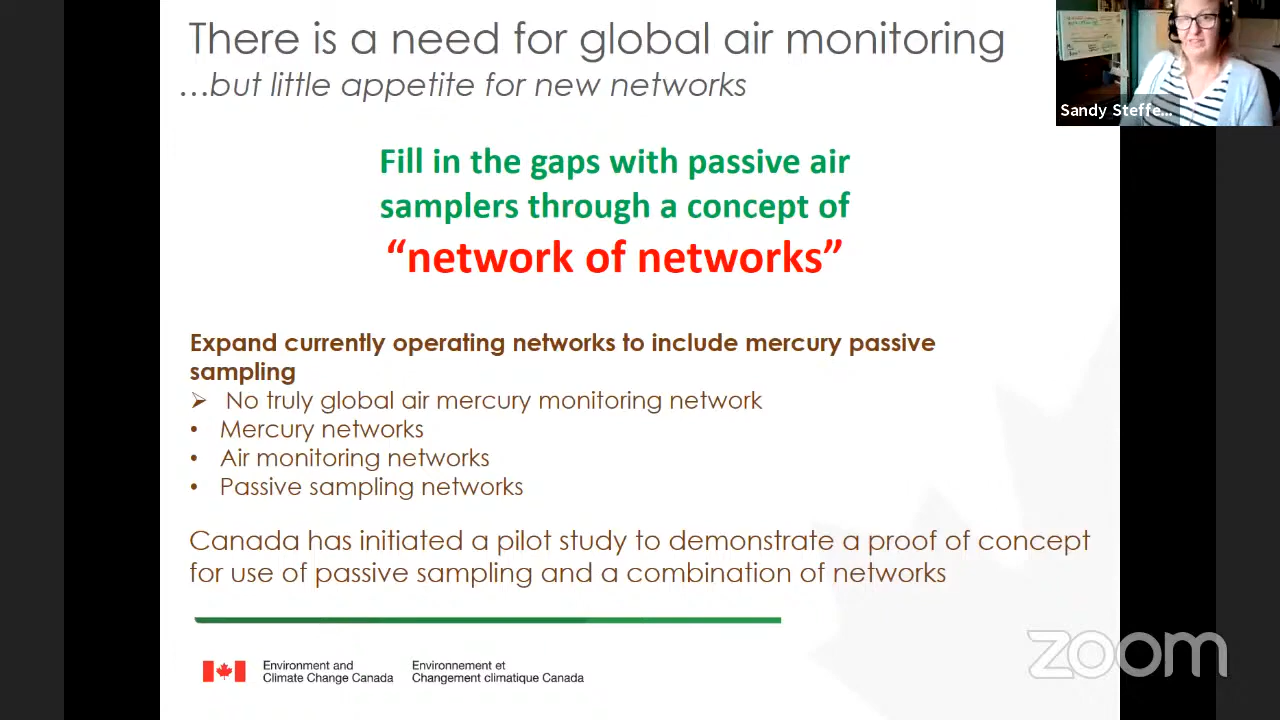 There is a need for global air monitoring
...but little appetite for new networks
Sandy Steffe...
Fill in the gaps with passive air
samplers through a concept of
“network of networks”
Expand currently operating networks to include mercury passive
sampling
➢ No truly global air mercury monitoring network
• Mercury networks
• Air monitoring networks
• Passive sampling networks
Canada has initiated a pilot study to demonstrate a proof of concept
for use of passive sampling and a combination of networks
Environment and
Climate Change Canada
Environnement et
Changement climatique Canada
zoom